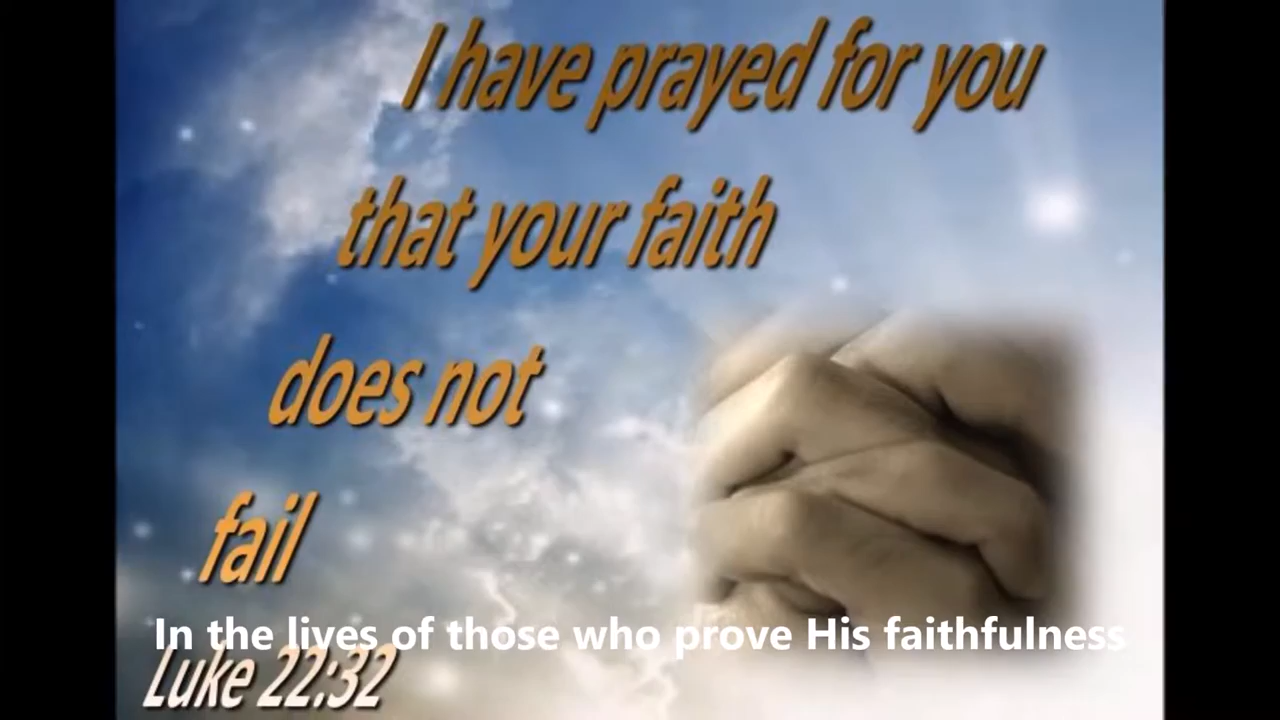 I have prayed for you
that your faith
does not
fail
In the lives of those who prove His faithfulness
Luke 22:32